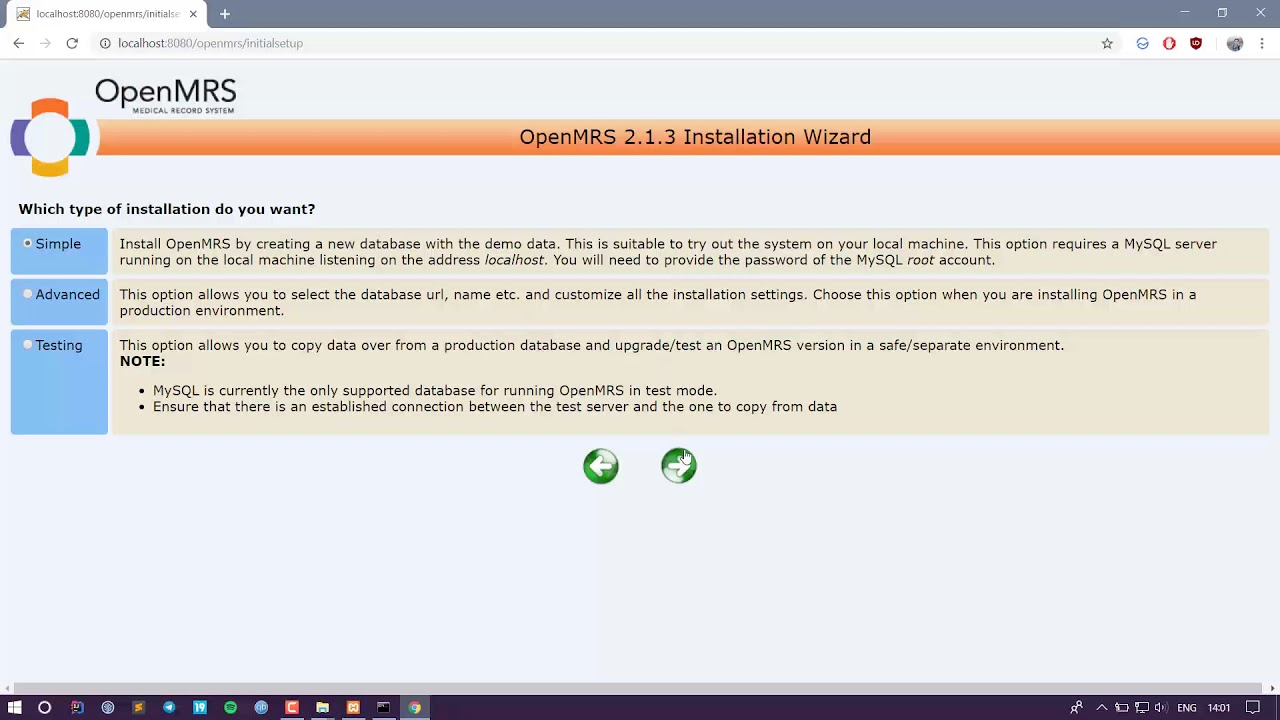 localhost:8080/openmrs/initialse
localhost:8080/openmrs/initialsetup
OpenMRS
MEDICAL RECORD SYSTEM
OpenMRS 2.1.3 Installation Wizard
Which type of installation do you want?
Simple
Install OpenMRS by creating a new database with the demo data. This is suitable to try out the system on your local machine. This option requires a MySQL server
running on the local machine listening on the address localhost. You will need to provide the password of the MySQL root account.
Advanced
This option allows you to select the database url, name etc. and customize all the installation settings. Choose this option when you are installing OpenMRS in a
production environment.
Testing
This option allows you to copy data over from a production database and upgrade/test an OpenMRS version in a safe/separate environment.
NOTE:
• MySQL is currently the only supported database for running OpenMRS in test mode.
• Ensure that there is an established connection between the test server and the one to copy from data
19
ENG
14:01